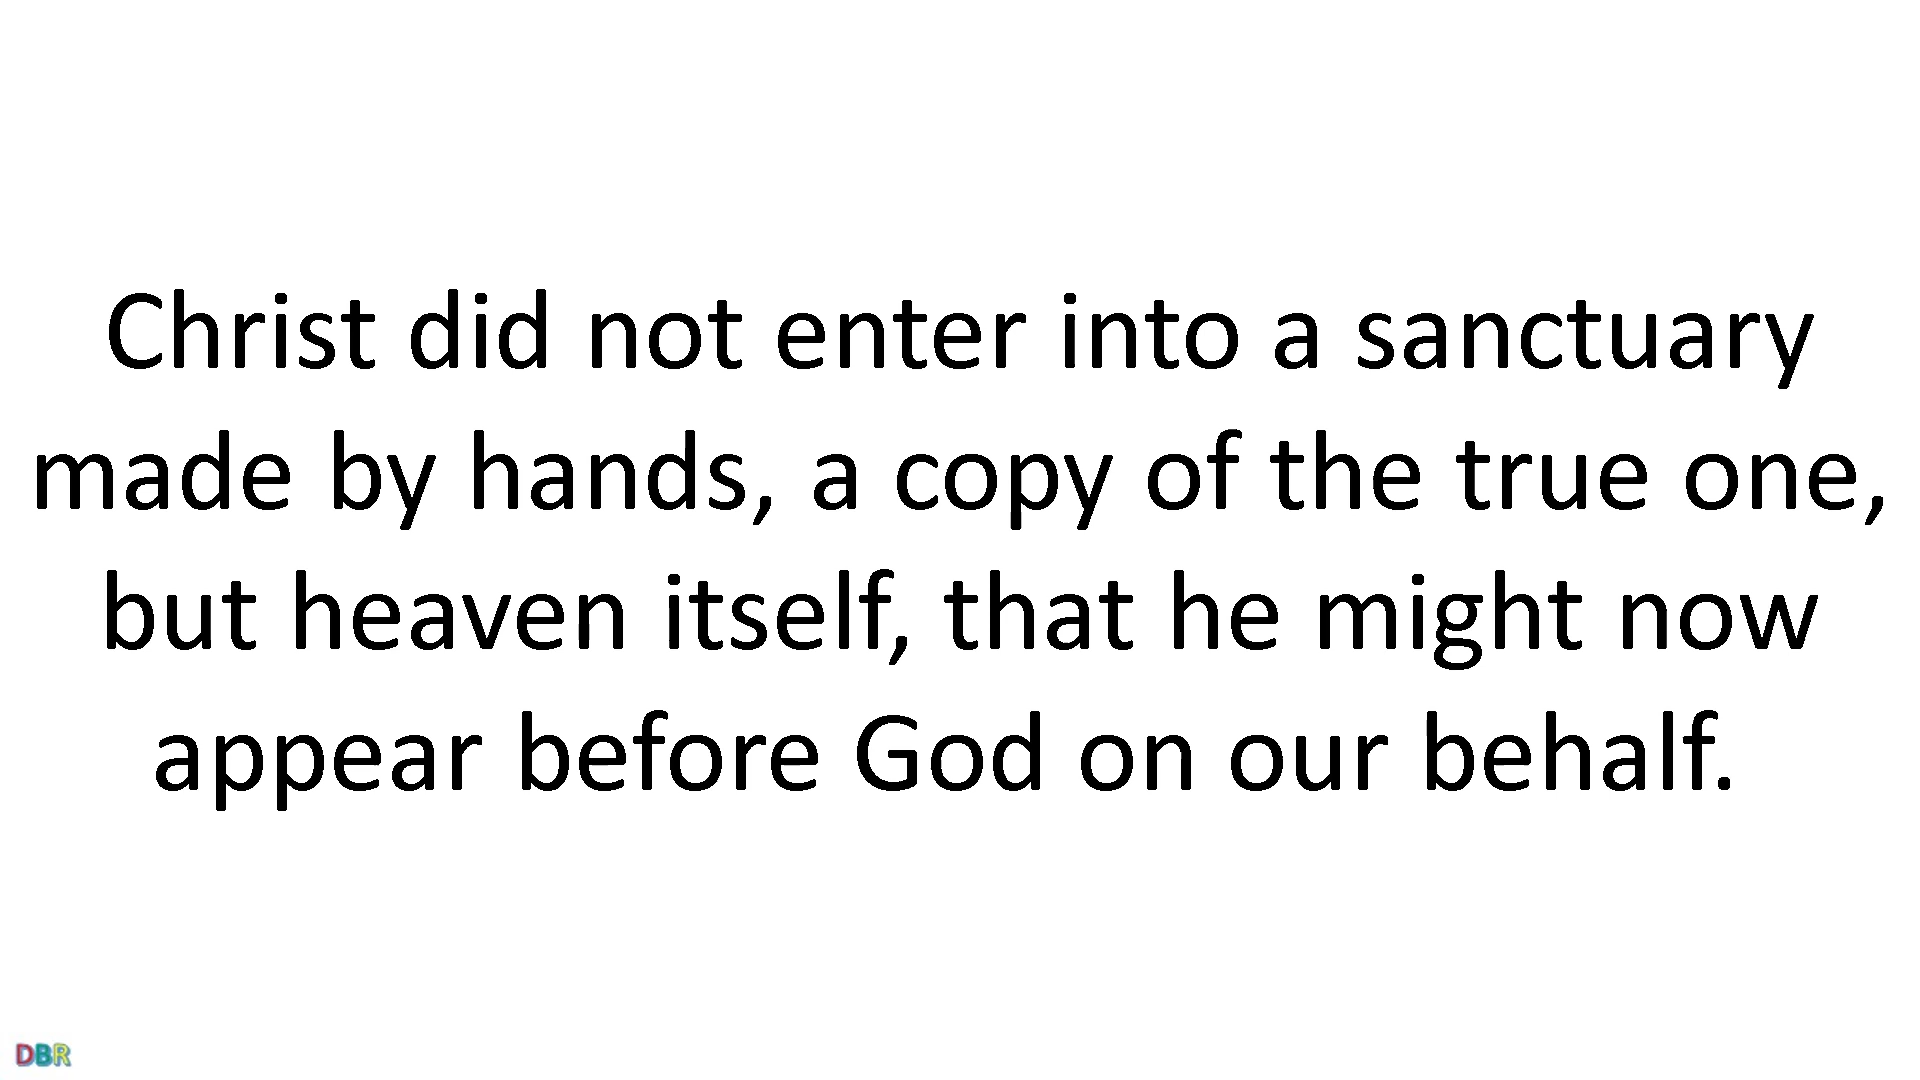 Christ did not enter into a sanctuary
made by hands, a copy of the true one,
but heaven itself, that he might now
appear before God on our behalf.
DBR